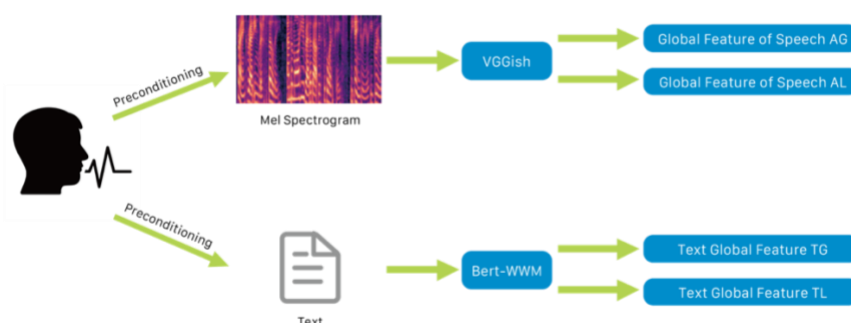 Preconditioning
Mel Spectrogram
VGGish
Global Feature of Speech AG
Global Feature of Speech AL
Preconditioning
Text
Bert-WWM
Text Global Feature TG
Text Global Feature TL